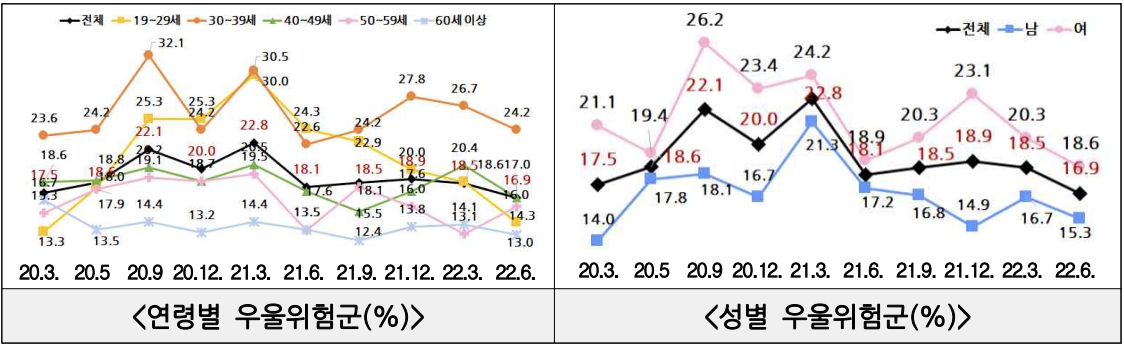 전체 19~29세 30~39세 40~49세 50~59세 60세이상
32.1
30.5
30.0
27.8
26.7
25.3 25.3 24.3 24.2
23.6 24.2 24.2 22.6 24.2
22.1 22.8 22.9
18.6 18.8 20.2 20.0 20.5 20.0 20.4
17.5 18.6 19.1 18.7 19.5 18.1 18.5 18.9 18.5 18.6 17.0
16.7 18.0 17.6 18.1 17.6 16.9
15.3 17.9 15.5 16.0 16.0
14.4 13.2 14.4 13.5 13.8 14.1 14.3
13.3 13.5 12.4 13.1 13.0
20.3. 20.5 20.9 20.12. 21.3. 21.6. 21.9. 21.12. 22.3. 22.6.
<연령별 우울위험군(%)>
전체 남 여
26.2
23.4 24.2 23.1
21.1 22.1 22.8
19.4 20.0 20.3 20.3
17.5 18.6 18.9 18.9 18.5 18.6
21.3 18.1 18.5 16.9
17.8 18.1 16.7 17.2 16.8 14.9 16.7
14.0 15.3
20.3. 20.5 20.9 20.12. 21.3. 21.6. 21.9. 21.12. 22.3. 22.6.
<성별 우울위험군(%)>